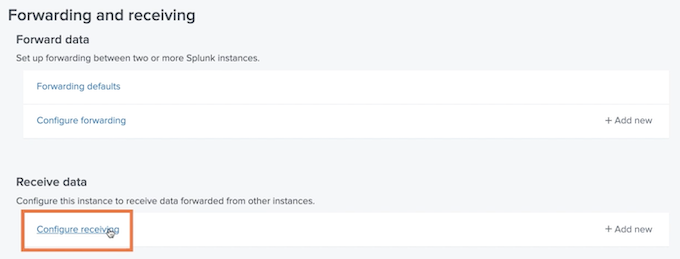 Forwarding and receiving
Forward data
Set up forwarding between two or more Splunk instances.
Forwarding defaults
Configure forwarding
+ Add new
Receive data
Configure this instance to receive data forwarded from other instances.
Configure receiving
+ Add new